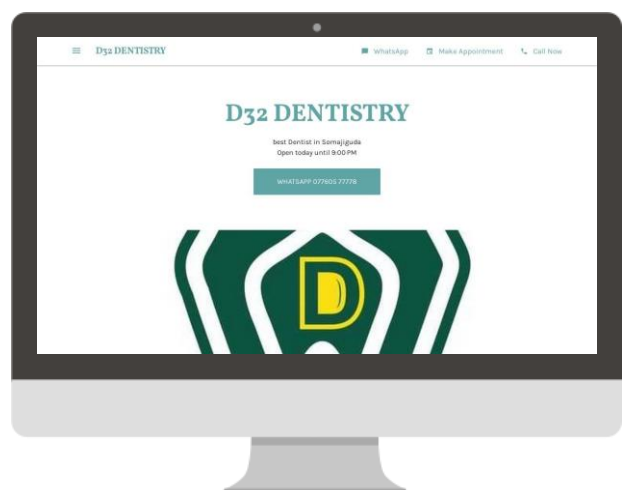 D32 DENTISTRY
WhatsApp
Make Appointment
Call Now
D32 DENTISTRY
best Dentist in Somajiguda
Open today until 9:00 PM
WHATSAPP 077605 77778
D